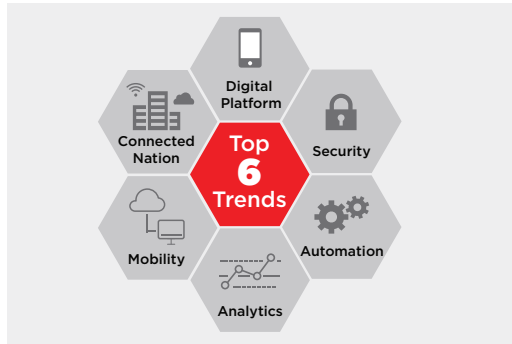 Digital
Platform
Connected
Nation
Top
6
Trends
Security
Mobility
Automation
Analytics